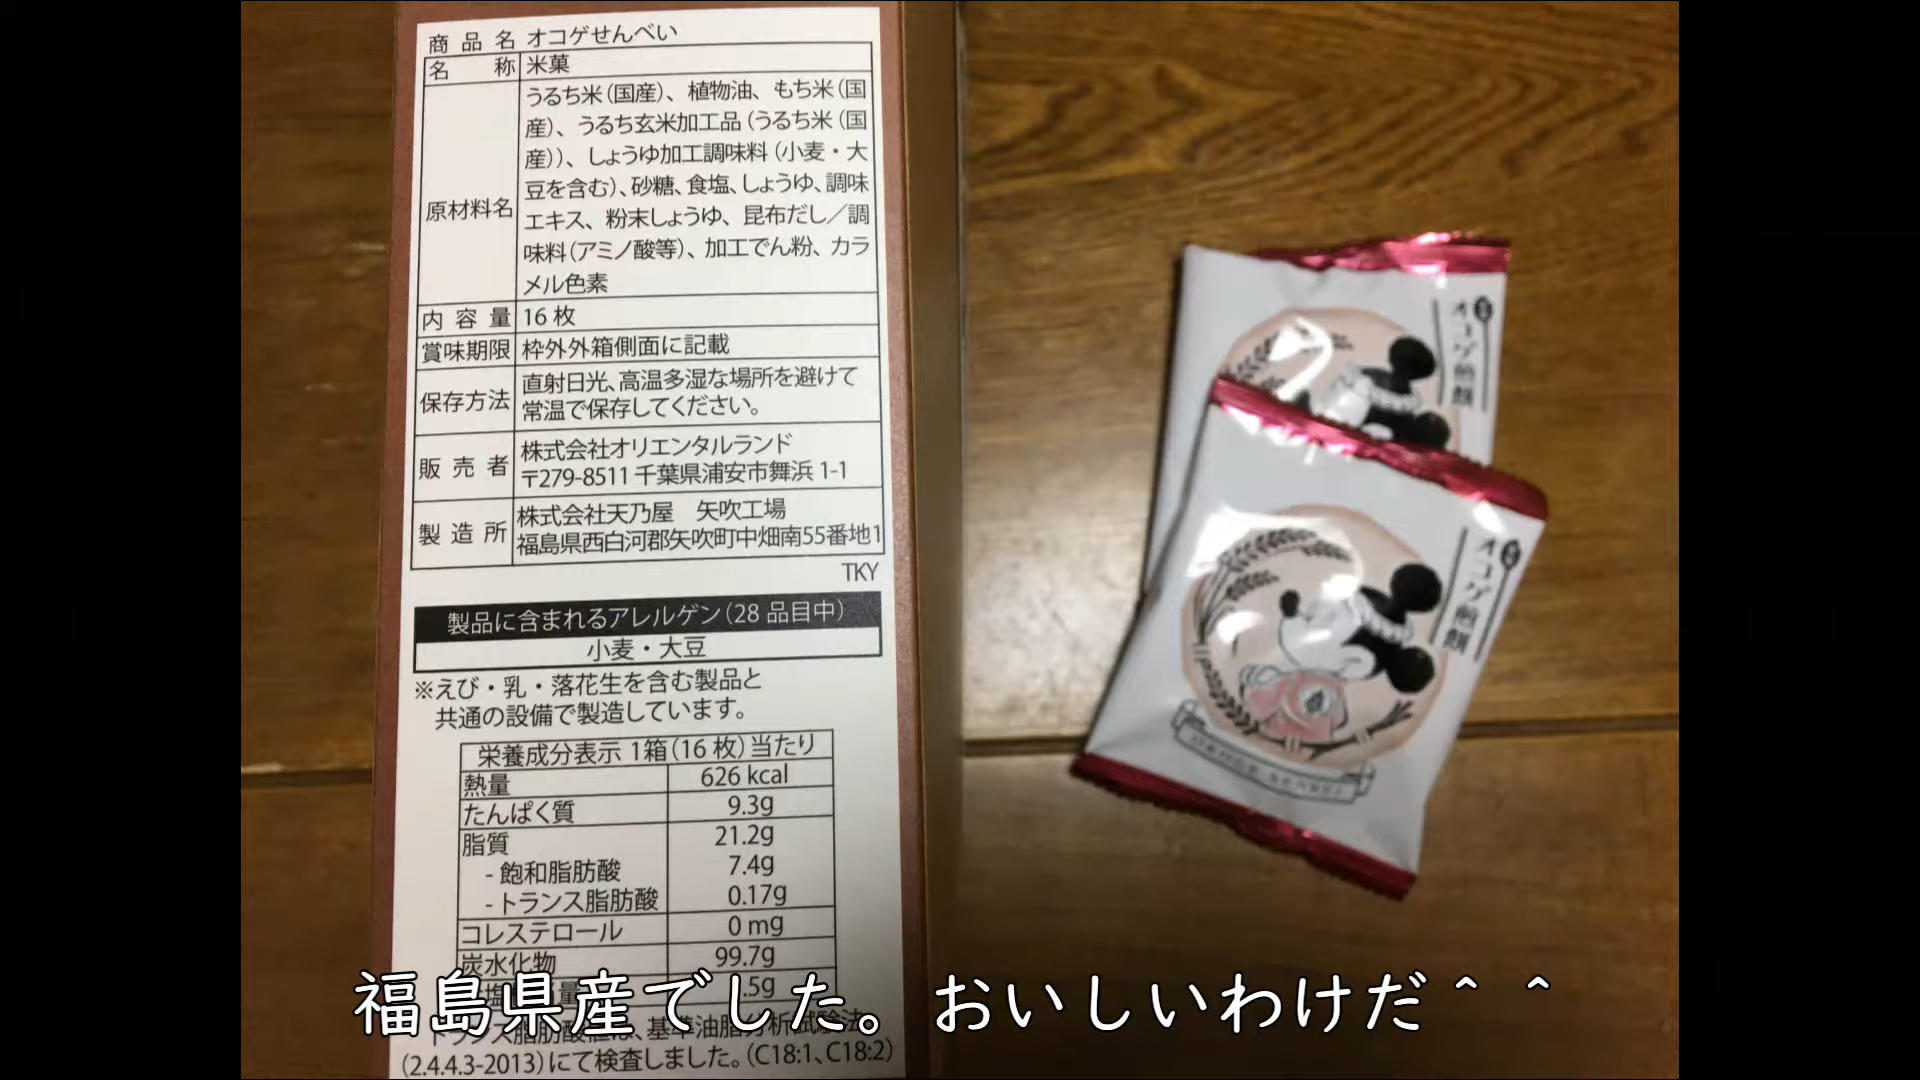 商品名 オコゲせんべい
名称 米菓
原材料名
うるち米(国産)、植物油、もち米(国
産)、うるち玄米加工品(うるち米(国
産))、しょうゆ加工調味料(小麦・大
豆を含む)、砂糖、食塩、しょうゆ、調味
エキス、粉末しょうゆ、昆布だし/調
味料(アミノ酸等)、加工でん粉、カラ
メル色素
内容量 16枚
賞味期限 枠外外箱側面に記載
保存方法
直射日光、高温多湿な場所を避けて
常温で保存してください。
販売者
株式会社オリエンタルランド
〒279-8511 千葉県浦安市舞浜1-1
製造所
株式会社天乃屋 矢吹工場
福島県西白河郡矢吹町中畑南55番地1
TKY
製品に含まれるアレルゲン(28品目中)
小麦・大豆
※えび・乳・落花生を含む製品と
共通の設備で製造しています。
栄養成分表示 1箱(16枚)当たり
熱量 626 kcal
たんぱく質 9.3g
脂質 21.2g
- 飽和脂肪酸 7.4g
- トランス脂肪酸 0.17g
コレステロール 0 mg
炭水化物 99.7g
.5g
トランス脂肪酸値は、基準油脂分析試験法
(2.4.4.3-2013)にて検査しました。(C18:1、C18:2)
オコゲ煎餅
オコゲ煎餅
福島県産でした。おいしいわけだ＾＾